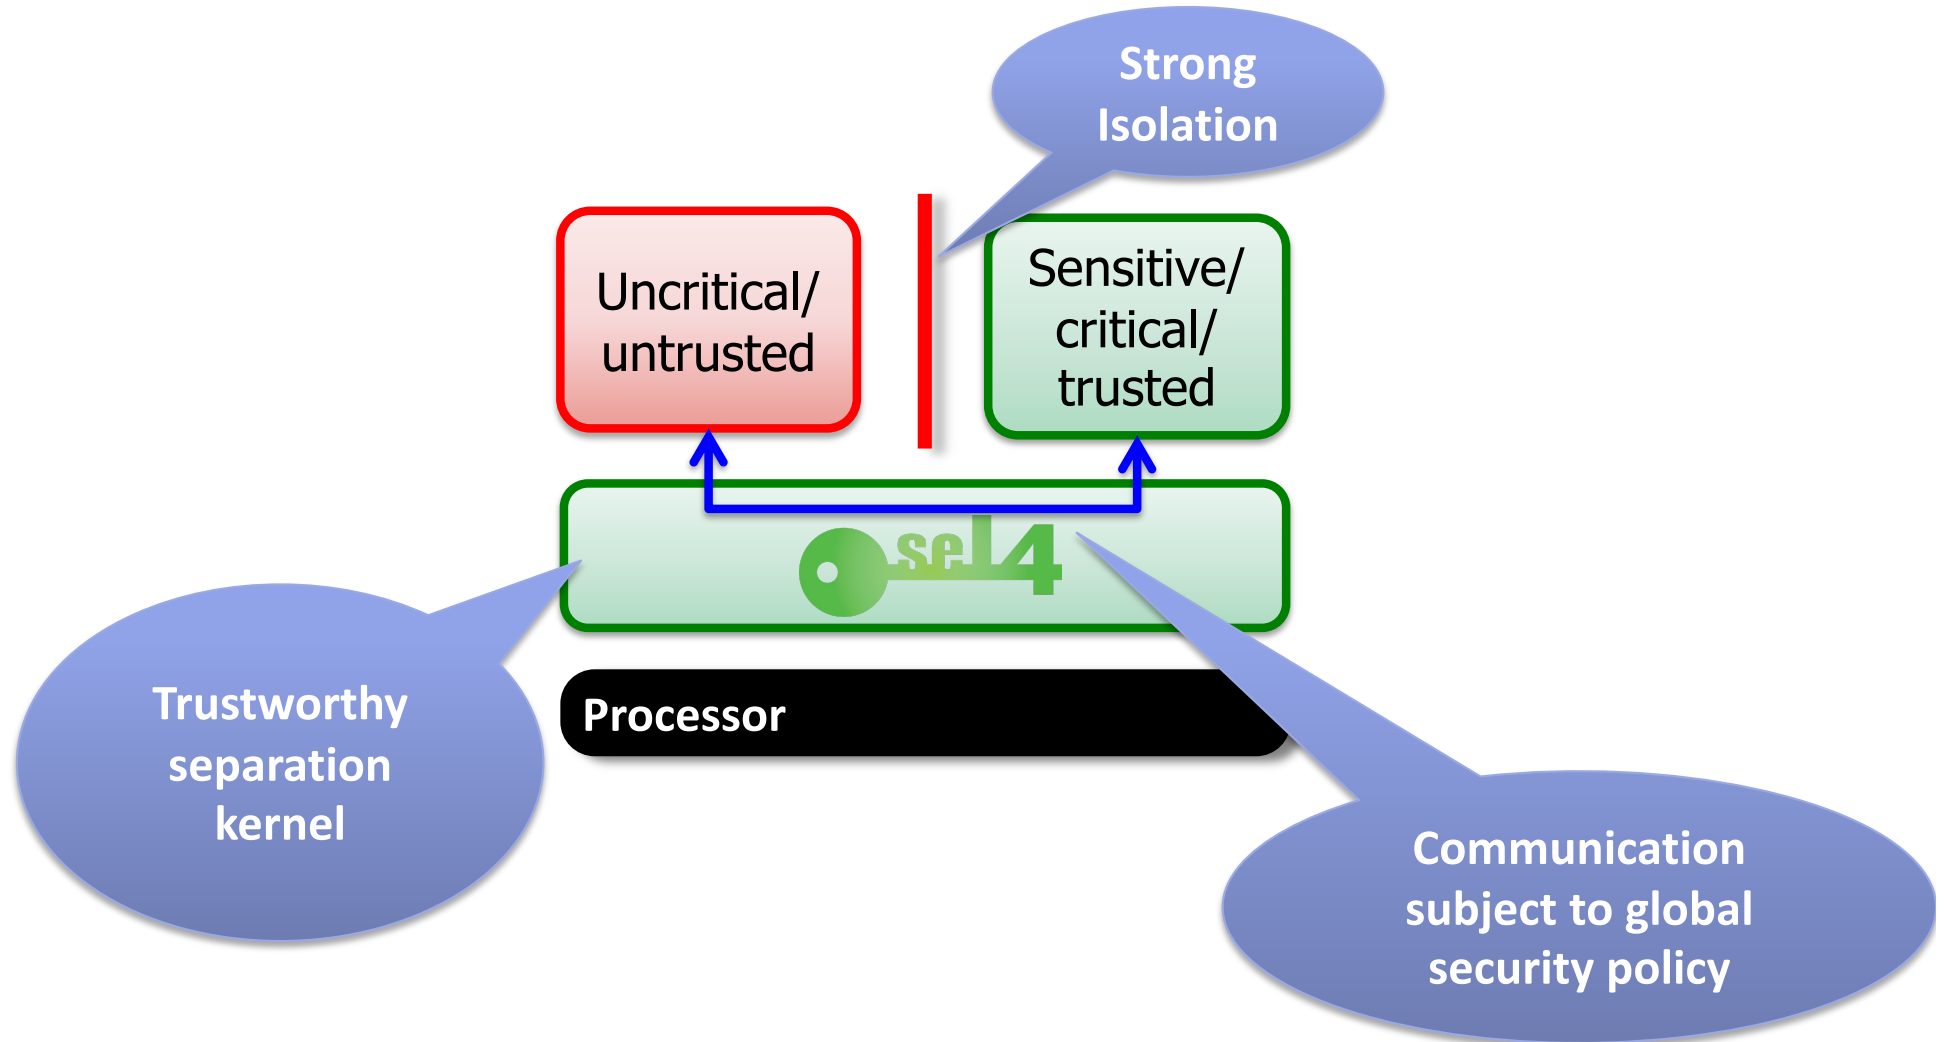 Strong
Isolation
Uncritical/
untrusted
Sensitive/
critical/
trusted
seL4
Trustworthy
separation
kernel
Processor
Communication
subject to global
security policy